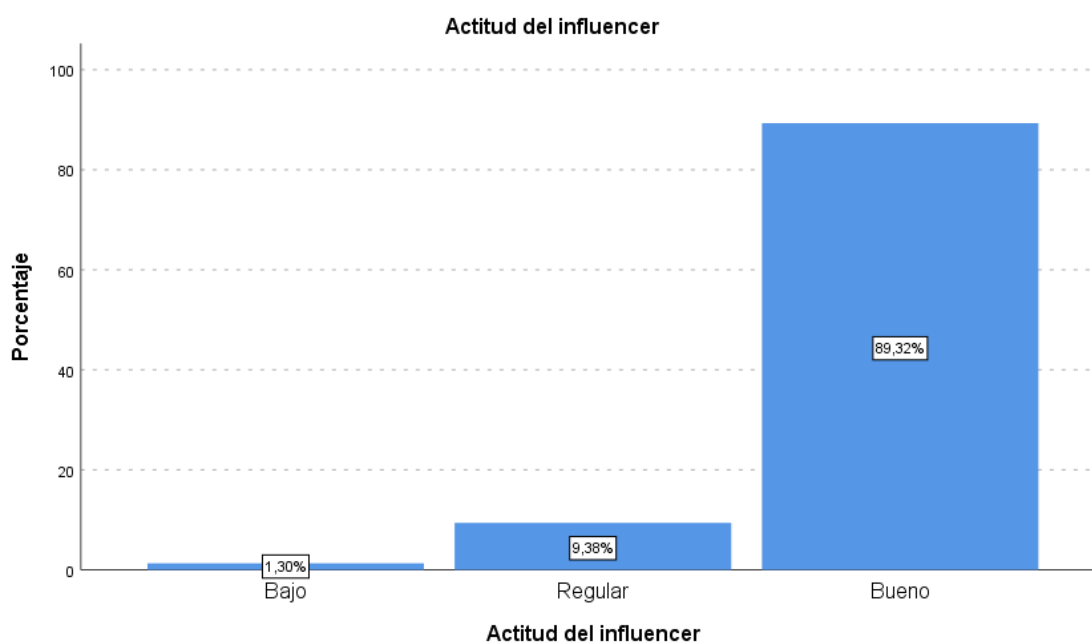 Actitud del influencer
Porcentaje
100
80
60
40
20
0
1,30%
9,38%
89,32%
Bajo
Regular
Bueno
Actitud del influencer